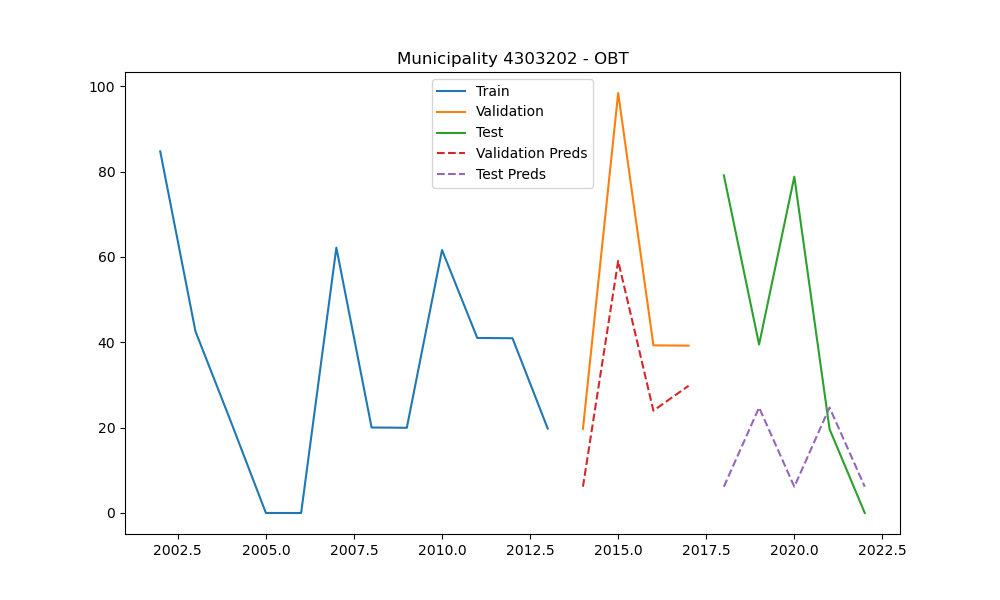 Municipality 4303202 - OBT
Train
Validation
Test
Validation Preds
Test Preds
100
80
60
40
20
0
2002.5 2005.0 2007.5 2010.0 2012.5 2015.0 2017.5 2020.0 2022.5